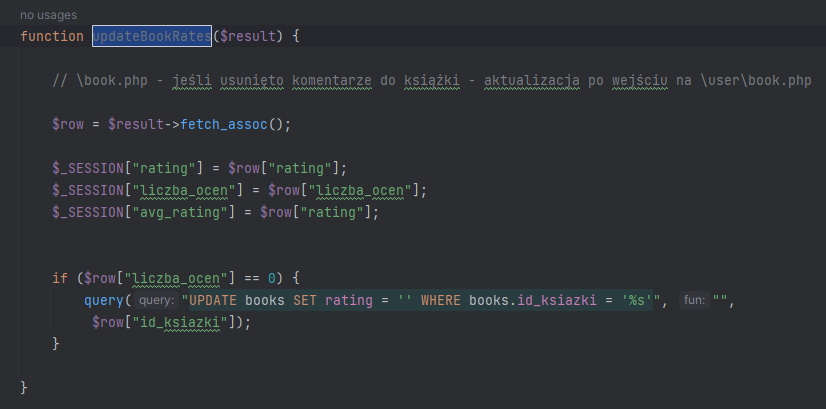 no usages
function updateBookRates($result) {
// \book.php - jeśli usunięto komentarze do książki - aktualizacja po wejściu na \user\book.php
$row = $result->fetch_assoc();
$_SESSION["rating"] = $row["rating"];
$_SESSION["liczba_ocen"] = $row["liczba_ocen"];
$_SESSION["avg_rating"] = $row["rating"];
if ($row["liczba_ocen"] == 0) {
query( query: "UPDATE books SET rating = '' WHERE books.id_ksiazki = '%s'", fun: "",
$row["id_ksiazki"]);
}
}